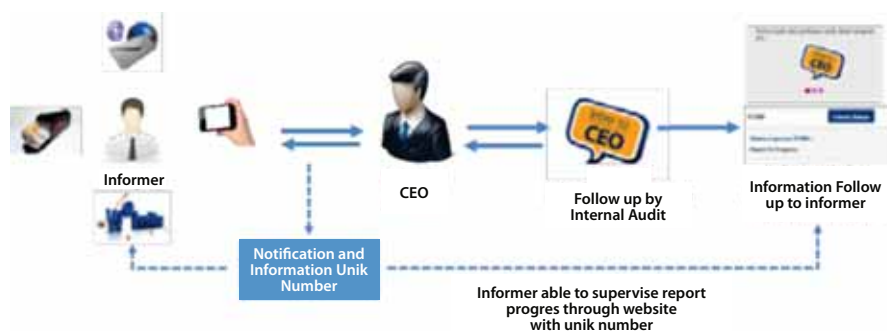 Informer
CEO
CEO
Follow up by
Internal Audit
CEO
Information Follow
up to informer
Notification and
Information Unik
Number
Informer able to supervise report
progres through website
with unik number